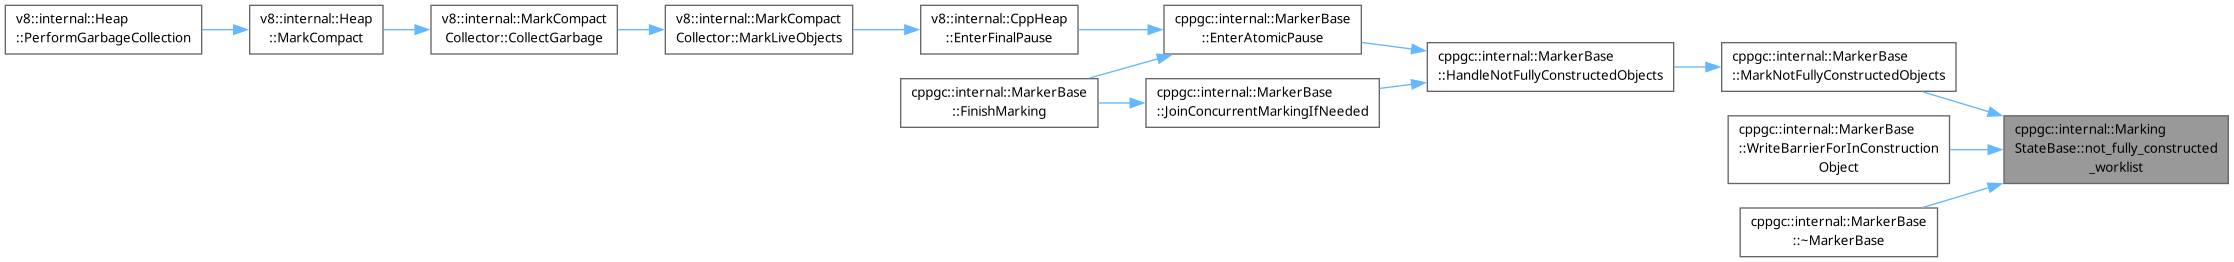 v8::internal::Heap
::PerformGarbageCollection
v8::internal::Heap
::MarkCompact
v8::internal::MarkCompact
Collector::CollectGarbage
v8::internal::MarkCompact
Collector::MarkLiveObjects
v8::internal::CppHeap
::EnterFinalPause
cppgc::internal::MarkerBase
::EnterAtomicPause
cppgc::internal::MarkerBase
::FinishMarking
cppgc::internal::MarkerBase
::JoinConcurrentMarkingIfNeeded
cppgc::internal::MarkerBase
::HandleNotFullyConstructedObjects
cppgc::internal::MarkerBase
::MarkNotFullyConstructedObjects
cppgc::internal::MarkerBase
::WriteBarrierForInConstruction
Object
cppgc::internal::MarkerBase
::~MarkerBase
cppgc::internal::Marking
StateBase::not_fully_constructed
_worklist